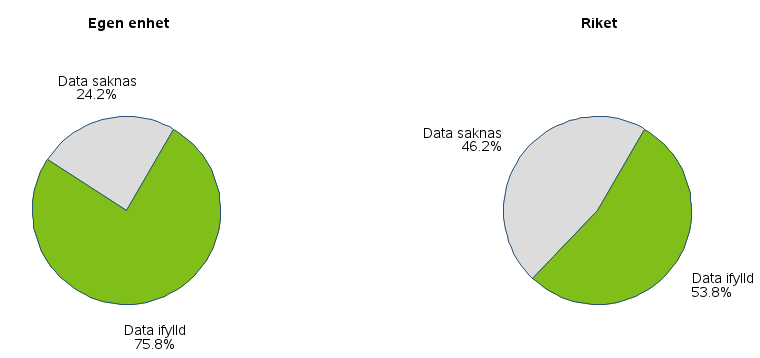 Egen enhet
Data saknas
24.2%
Data ifylld
75.8%
Riket
Data saknas
46.2%
Data ifylld
53.8%